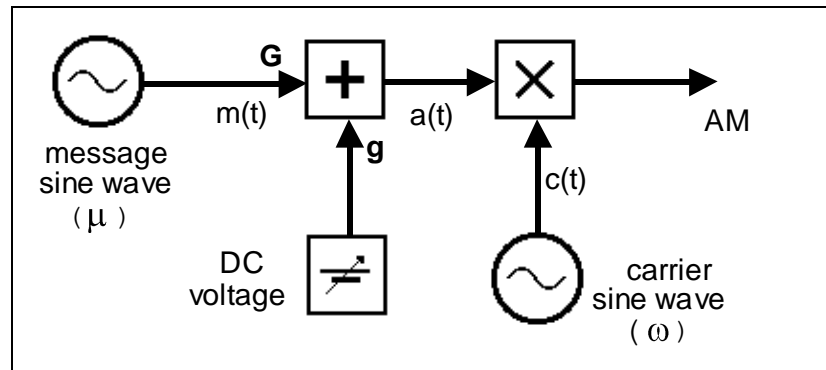 G
m(t)
a(t)
AM
message
sine wave
( μ )
g
c(t)
DC
voltage
carrier
sine wave
( ω )